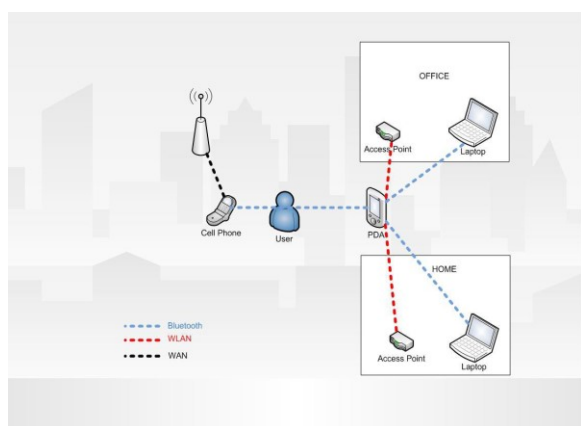 OFFICE
Access Point
Laptop
Cell Phone
User
PDA
HOME
Bluetooth
WLAN
WAN
Access Point
Laptop